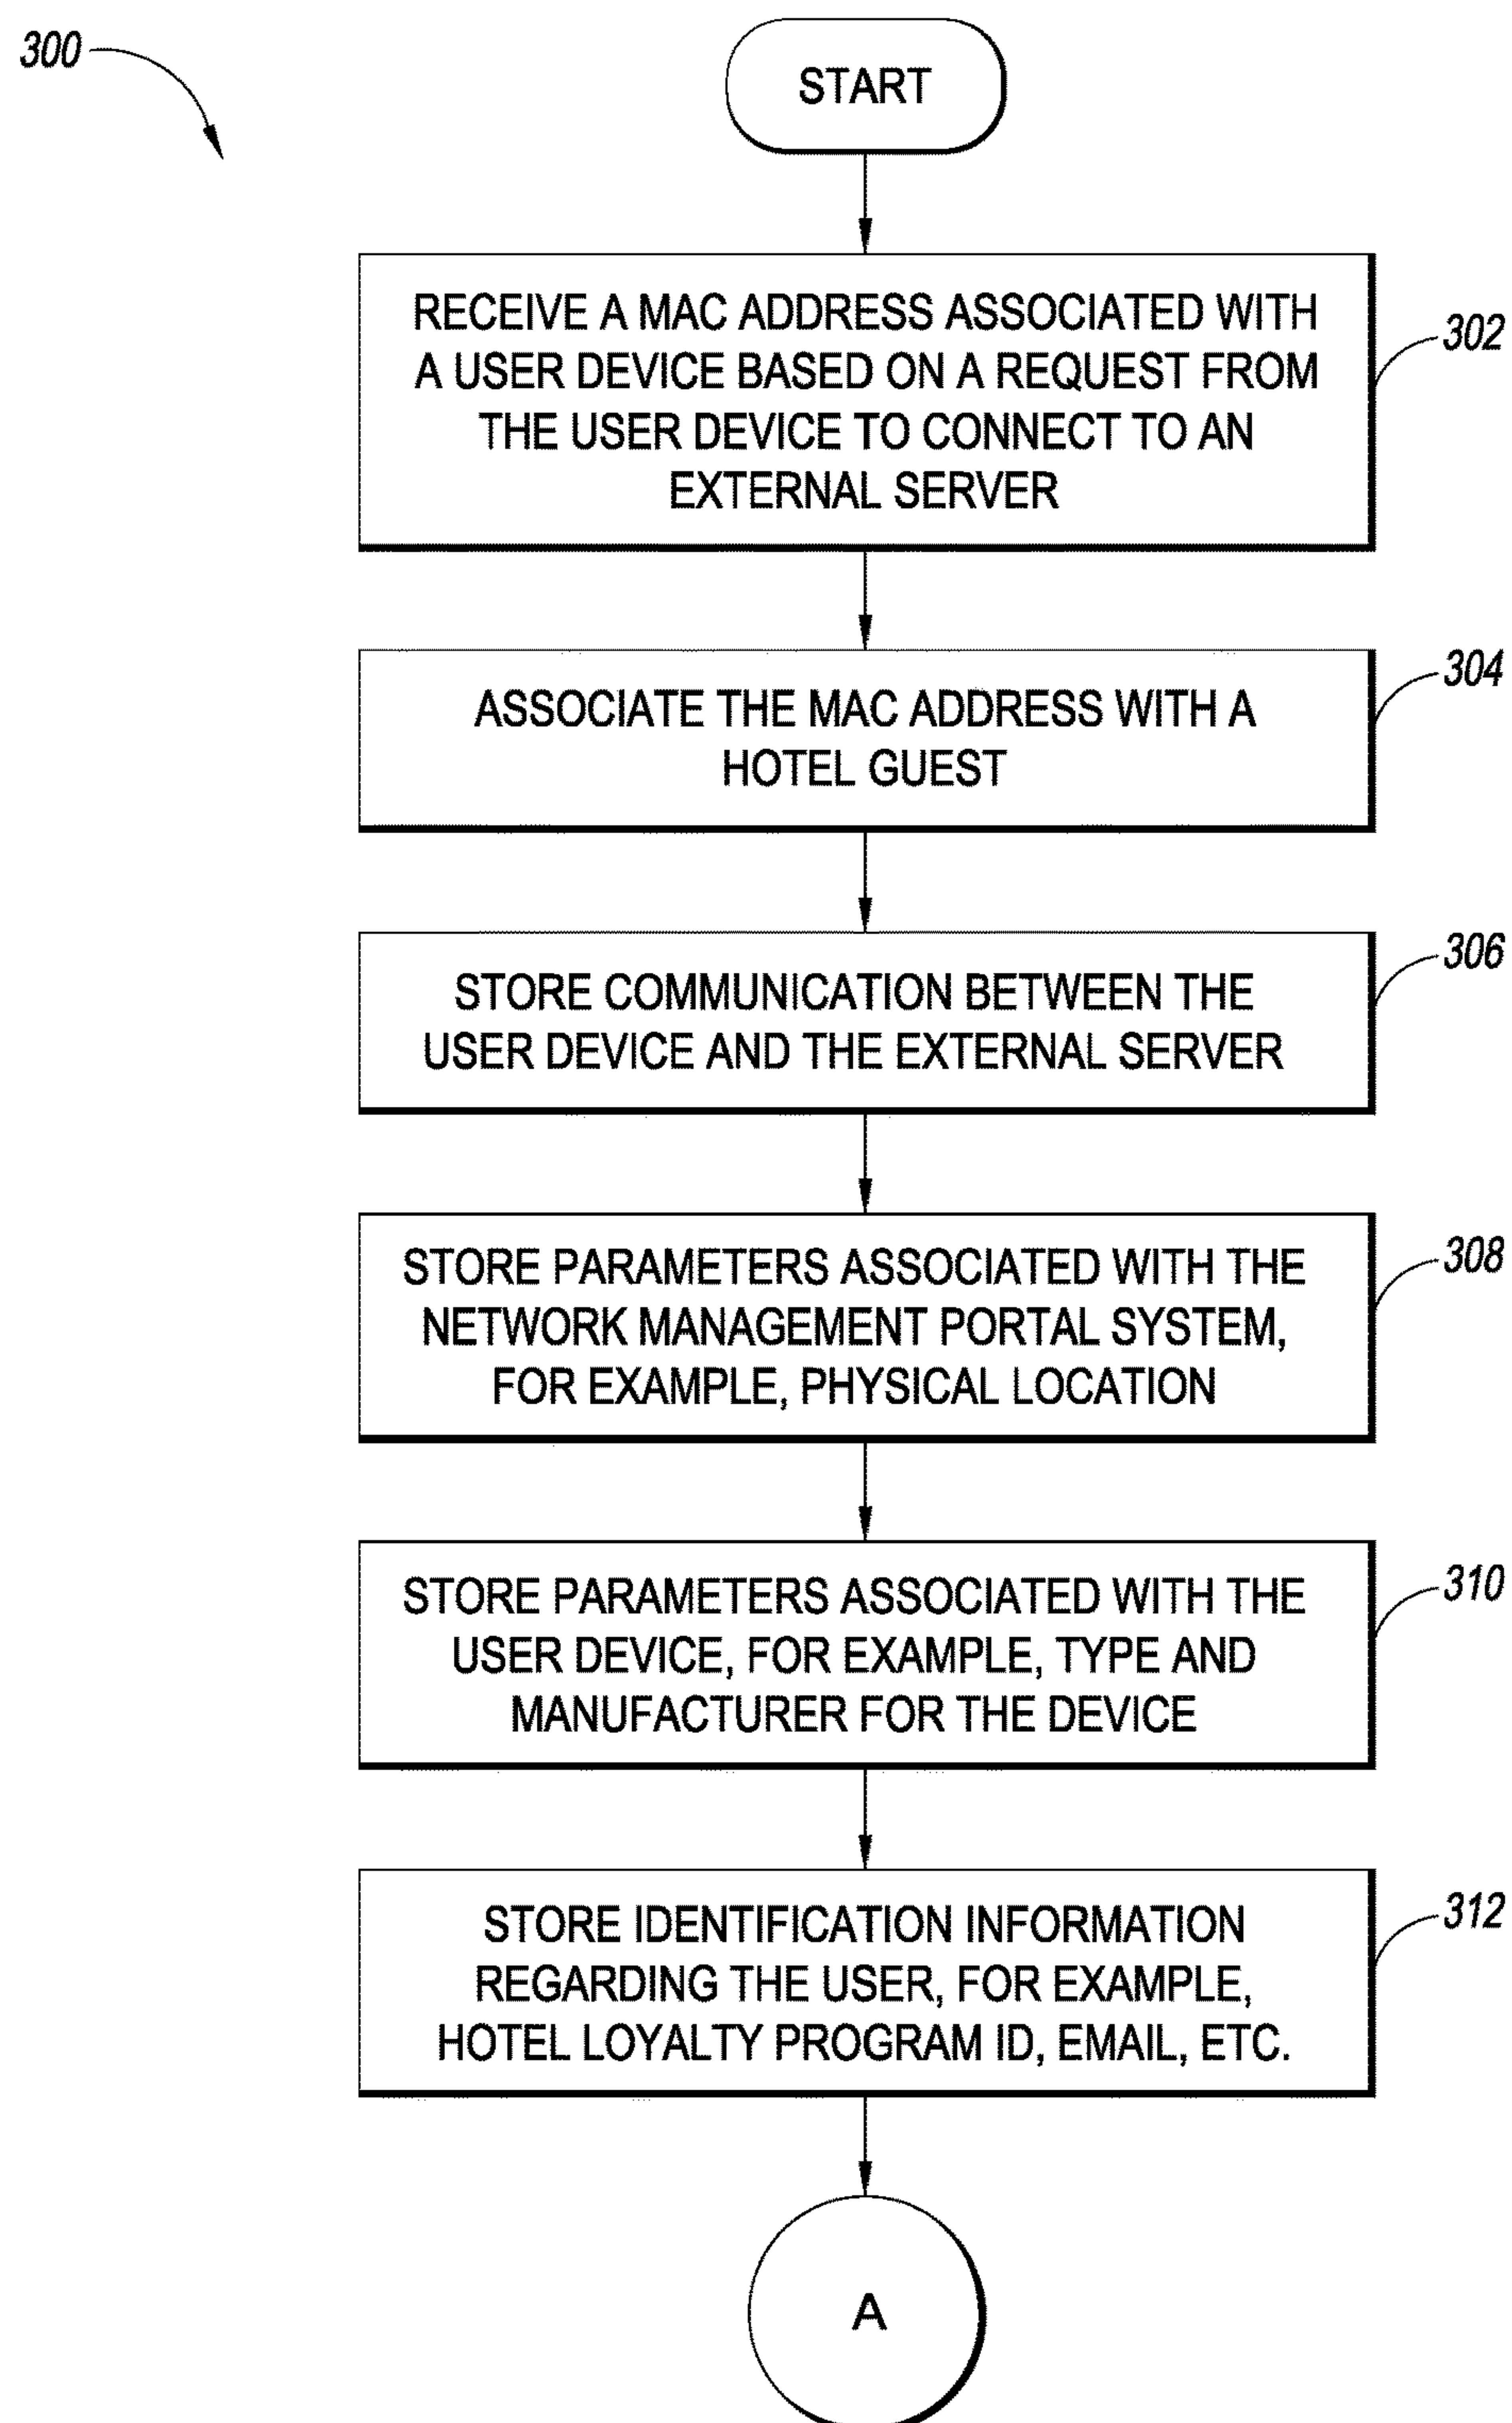 300
START
RECEIVE A MAC ADDRESS ASSOCIATED WITH
A USER DEVICE BASED ON A REQUEST FROM
THE USER DEVICE TO CONNECT TO AN
EXTERNAL SERVER
302
ASSOCIATE THE MAC ADDRESS WITH A
HOTEL GUEST
304
STORE COMMUNICATION BETWEEN THE
USER DEVICE AND THE EXTERNAL SERVER
306
STORE PARAMETERS ASSOCIATED WITH THE
NETWORK MANAGEMENT PORTAL SYSTEM,
FOR EXAMPLE, PHYSICAL LOCATION
308
STORE PARAMETERS ASSOCIATED WITH THE
USER DEVICE, FOR EXAMPLE, TYPE AND
MANUFACTURER FOR THE DEVICE
310
STORE IDENTIFICATION INFORMATION
REGARDING THE USER, FOR EXAMPLE,
HOTEL LOYALTY PROGRAM ID, EMAIL, ETC.
312
A